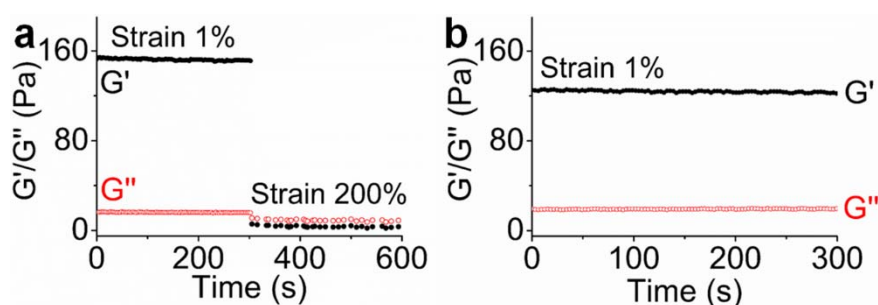 a
Strain 1%
G'
G"
Strain 200%
G'/G" (Pa)
160
80
0
0 200 400 600
Time (s)
b
Strain 1%
G'
G"
G'/G" (Pa)
160
80
0
0 100 200 300
Time (s)